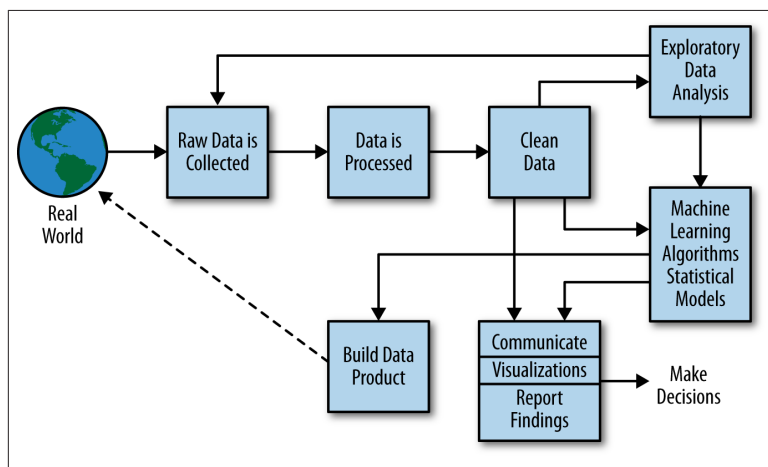 Exploratory
Data
Analysis
Raw Data is
Collected
Data is
Processed
Clean
Data
Real
World
Machine
Learning
Algorithms
Statistical
Models
Build Data
Product
Communicate
Visualizations
Report
Findings
Make
Decisions